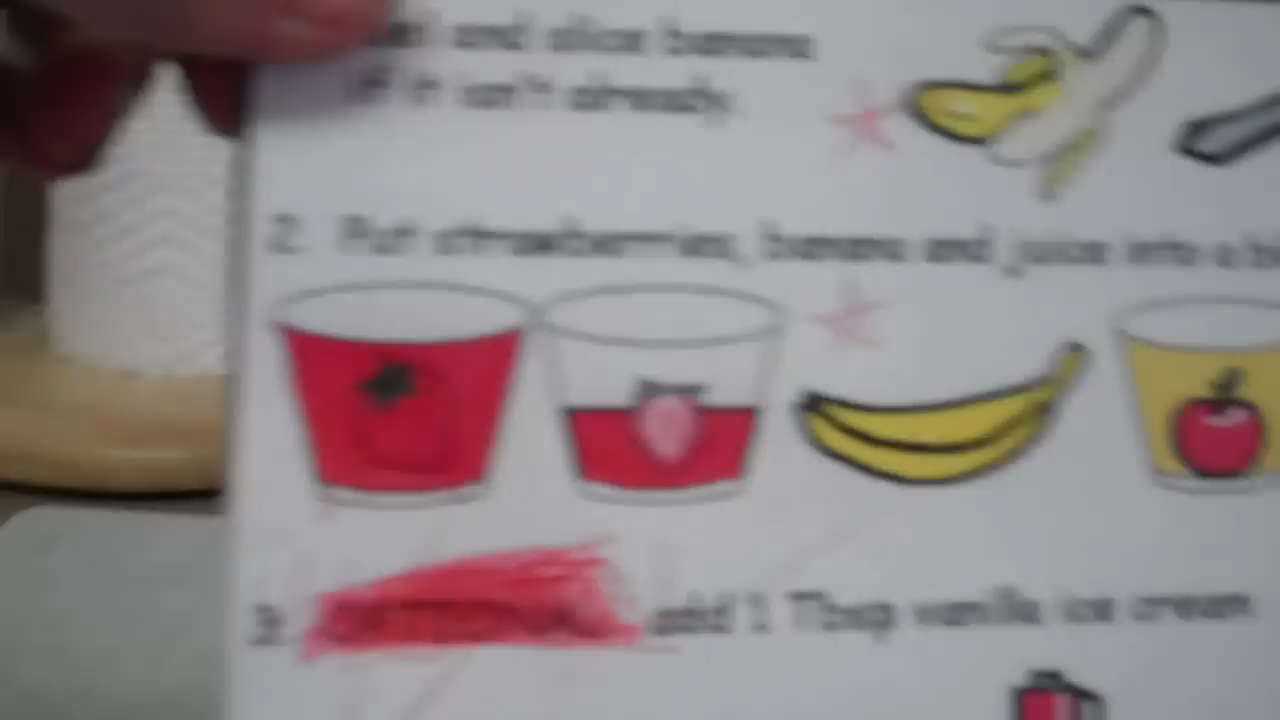 and slice banana
if it isn't already.
2. Put strawberries, banana and juice into a
3. add 1 Tbsp vanilla ice cream